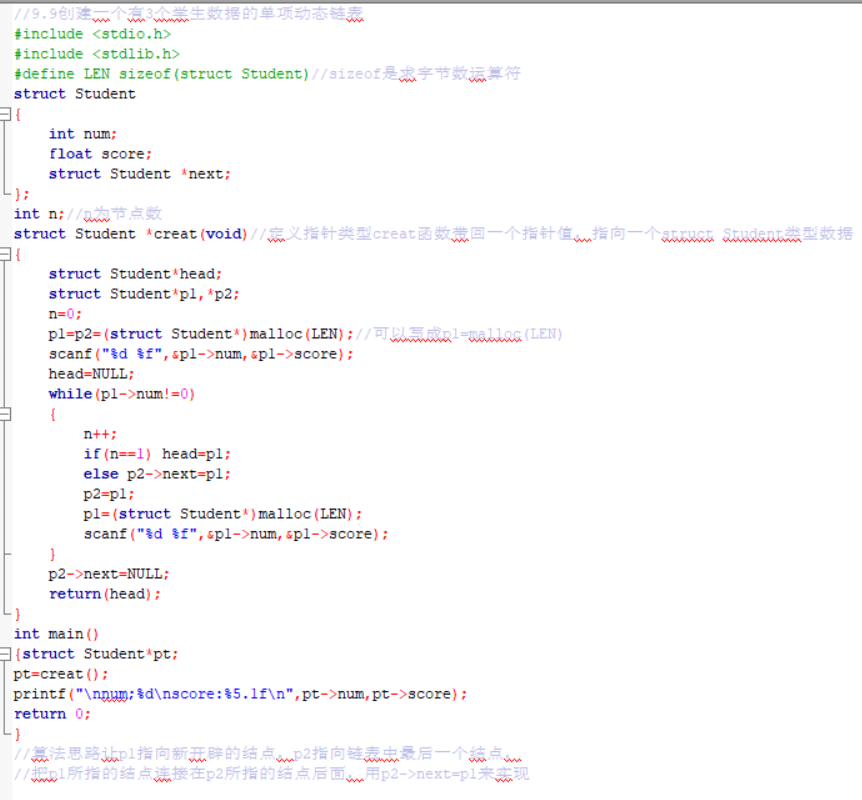 //9.9创建一个有3个学生数据的单项动态链表
#include <stdio.h>
#include <stdlib.h>
#define LEN sizeof(struct Student)//sizeof是求字节数运算符
struct Student
{
    int num;
    float score;
    struct Student *next;
};
int n;//n为节点数
struct Student *creat(void)//定义指针类型creat函数带回一个指针值，指向一个struct Student类型数据
{
    struct Student*head;
    struct Student*p1,*p2;
    n=0;
    p1=p2=(struct Student*)malloc(LEN);//可以写成p1=malloc(LEN)
    scanf("%d %f",&p1->num,&p1->score);
    head=NULL;
    while(p1->num!=0)
    {
        n++;
        if(n==1) head=p1;
        else p2->next=p1;
        p2=p1;
        p1=(struct Student*)malloc(LEN);
        scanf("%d %f",&p1->num,&p1->score);
    }
    p2->next=NULL;
    return(head);
}
int main()
{struct Student*pt;
pt=creat();
printf("\nnum;%d\nscore:%5.1f\n",pt->num,pt->score);
return 0;
}
//算法思路让p1指向新开辟的结点，p2指向链表中最后一个结点，
//把p1所指的结点连接在p2所指的结点后面，用p2->next=p1来实现